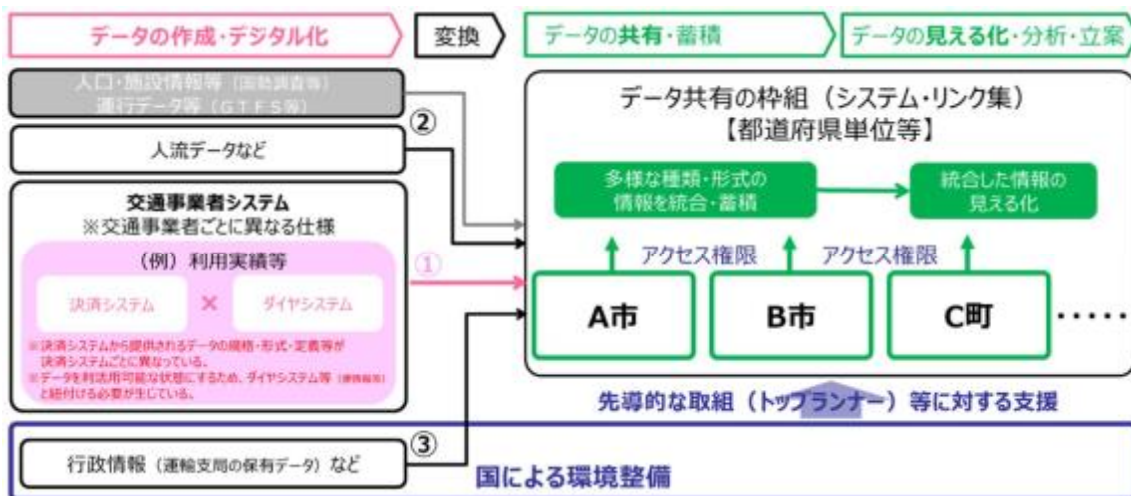 データの作成・デジタル化
変換
データの共有・蓄積
データの見える化・分析・立案
人口・施設情報等（国勢調査等）
運行データ等（GTFS等）
②
人流データなど
交通事業者システム
※交通事業者ごとに異なる仕様
（例）利用実績等
決済システム
×
ダイヤシステム
※決済システムから提供されるデータの規格・形式・定義等が
決済システムごとに異なっている。
※データを利活用可能な状態にするため、ダイヤシステム等
と紐付ける必要が生じている。
①
データ共有の枠組（システム・リンク集）
【都道府県単位等】
多様な種類・形式の
情報を統合・蓄積
統合した情報の
見える化
アクセス権限
アクセス権限
A市
B市
C町
・・・・・
先導的な取組（トップランナー）等に対する支援
③
行政情報（運輸支局の保有データ）など
国による環境整備